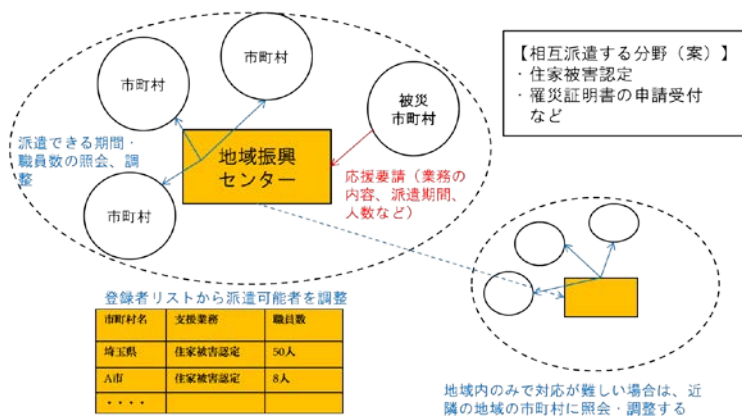 市町村
市町村
被災
市町村
【相互派遣する分野（案）】
・住家被害認定
・罹災証明書の申請受付
など
派遣できる期間・
職員数の照会、調
整
地域振興
センター
応援要請（業務の
内容、派遣期間、
人数など）
市町村
登録者リストから派遣可能者を調整
市町村名 支援業務 職員数
埼玉県 住家被害認定 50人
A市 住家被害認定 8人
・・・・
地域内のみで対応が難しい場合は、近
隣の地域の市町村に照会・調整する